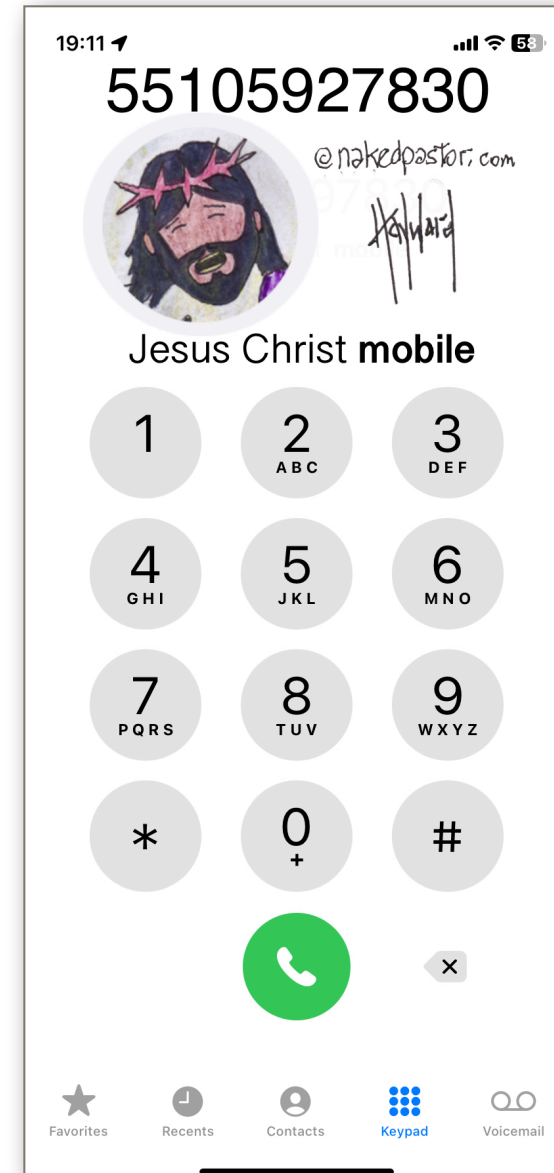 19:11 58
55105927830
@nakedpastor.com
Hayward
Jesus Christ mobile
1 2 3
ABC DEF
4 5 6
GHI JKL MNO
7 8 9
PQRS TUV WXYZ
* 0 #
+
Favorites Recents Contacts Keypad Voicemail